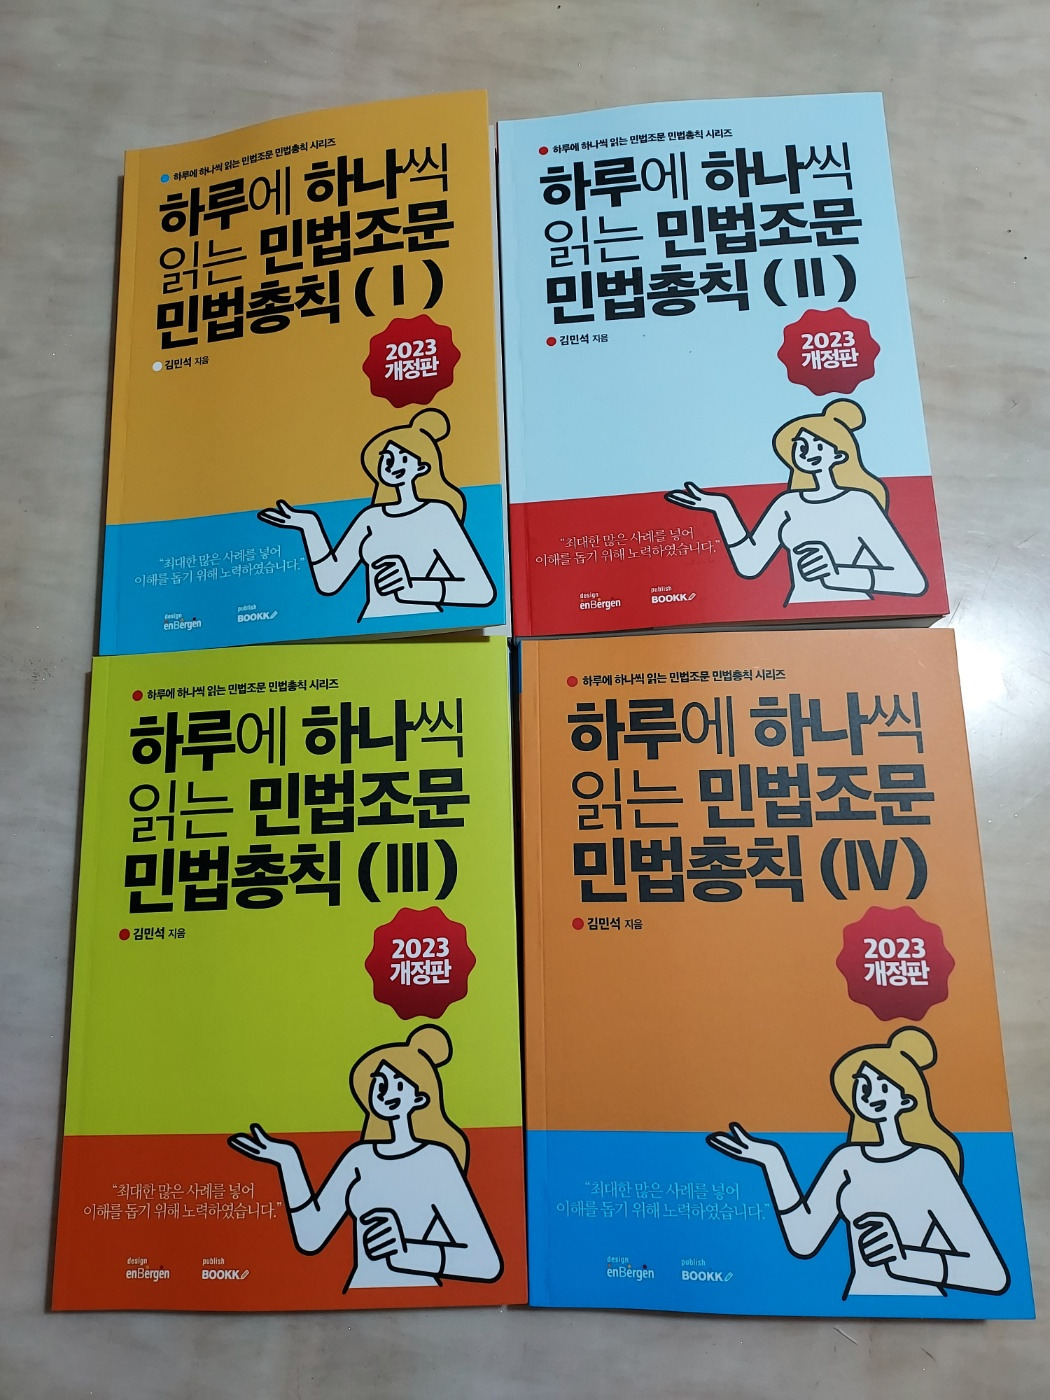 하루에 하나씩 읽는 민법조문 민법총칙 시리즈
하루에 하나씩
읽는 민법조문
민법총칙 (I)
김민석 지음
2023
개정판
“최대한 많은 사례를 넣어
이해를 돕기 위해 노력하였습니다.”
design
enBergen
publish
BOOKK
하루에 하나씩 읽는 민법조문 민법총칙 시리즈
하루에 하나씩
읽는 민법조문
민법총칙 (II)
김민석 지음
2023
개정판
“최대한 많은 사례를 넣어
이해를 돕기 위해 노력하였습니다.”
design
enBergen
publish
BOOKK
하루에 하나씩 읽는 민법조문 민법총칙 시리즈
하루에 하나씩
읽는 민법조문
민법총칙 (III)
김민석 지음
2023
개정판
“최대한 많은 사례를 넣어
이해를 돕기 위해 노력하였습니다.”
design
enBergen
publish
BOOKK
하루에 하나씩 읽는 민법조문 민법총칙 시리즈
하루에 하나씩
읽는 민법조문
민법총칙 (IV)
김민석 지음
2023
개정판
“최대한 많은 사례를 넣어
이해를 돕기 위해 노력하였습니다.”
design
enBergen
publish
BOOKK